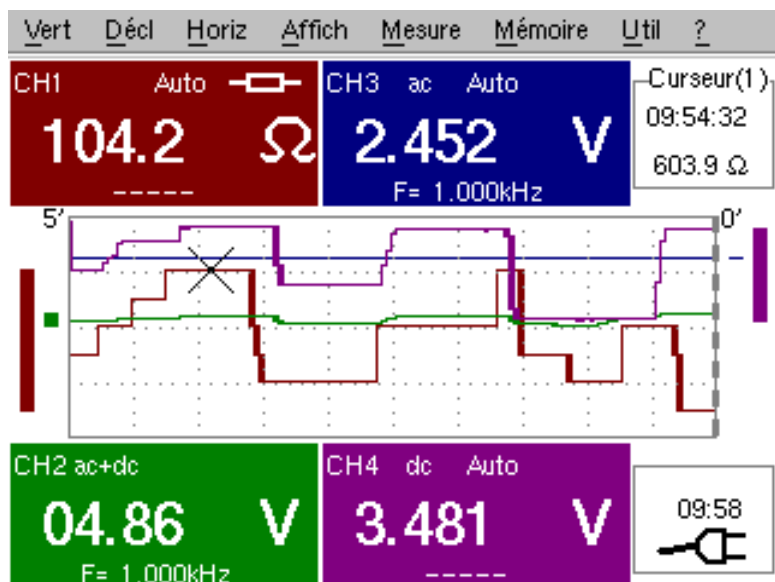 Vert Décl Horiz Affich Mesure Mémoire Util ?
CH1 Auto
104.2 Ω
-----
CH3 ac Auto
2.452 V
F= 1.000kHz
Curseur(1)
09:54:32
603.9 Ω
5' 0'
CH2 ac+dc
04.86 V
F= 1.000kHz
CH4 dc Auto
3.481 V
-----
09:58